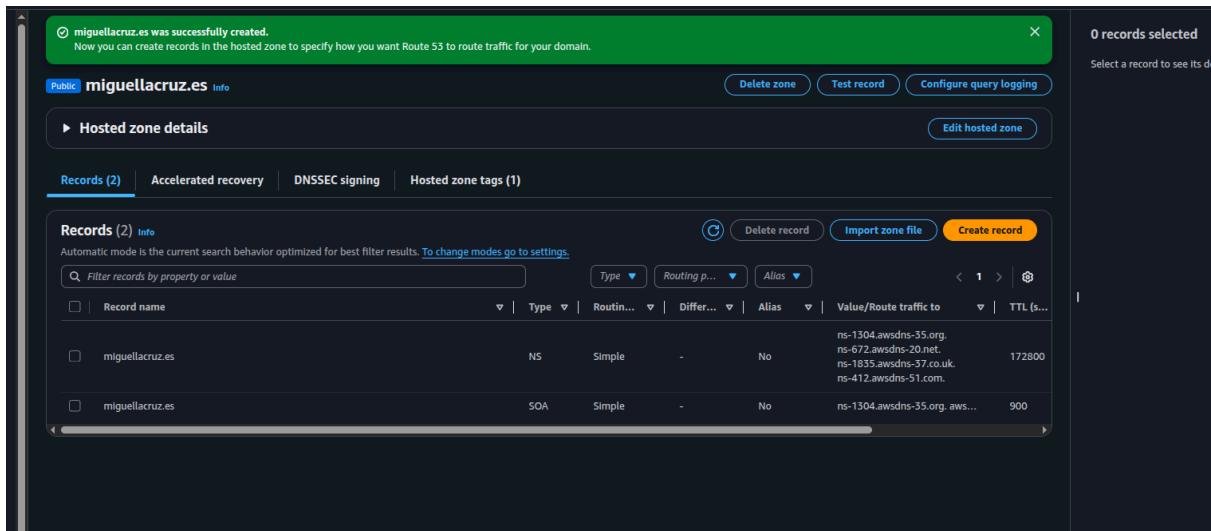 miguellacruz.es was successfully created.
Now you can create records in the hosted zone to specify how you want Route 53 to route traffic for your domain.
Public miguellacruz.es Info
Delete zone
Test record
Configure query logging
Hosted zone details
Edit hosted zone
Records (2)
Accelerated recovery
DNSSEC signing
Hosted zone tags (1)
Records (2) Info
Delete record
Import zone file
Create record
Automatic mode is the current search behavior optimized for best filter results. To change modes go to settings.
Filter records by property or value
Type
Routing p...
Alias
1
Record name
Type
Routin...
Differ...
Alias
Value/Route traffic to
TTL (s...
miguellacruz.es
NS
Simple
-
No
ns-1304.awsdns-35.org.
ns-672.awsdns-20.net.
ns-1835.awsdns-37.co.uk.
ns-412.awsdns-51.com.
172800
miguellacruz.es
SOA
Simple
-
No
ns-1304.awsdns-35.org. aws...
900
0 records selected
Select a record to see its d